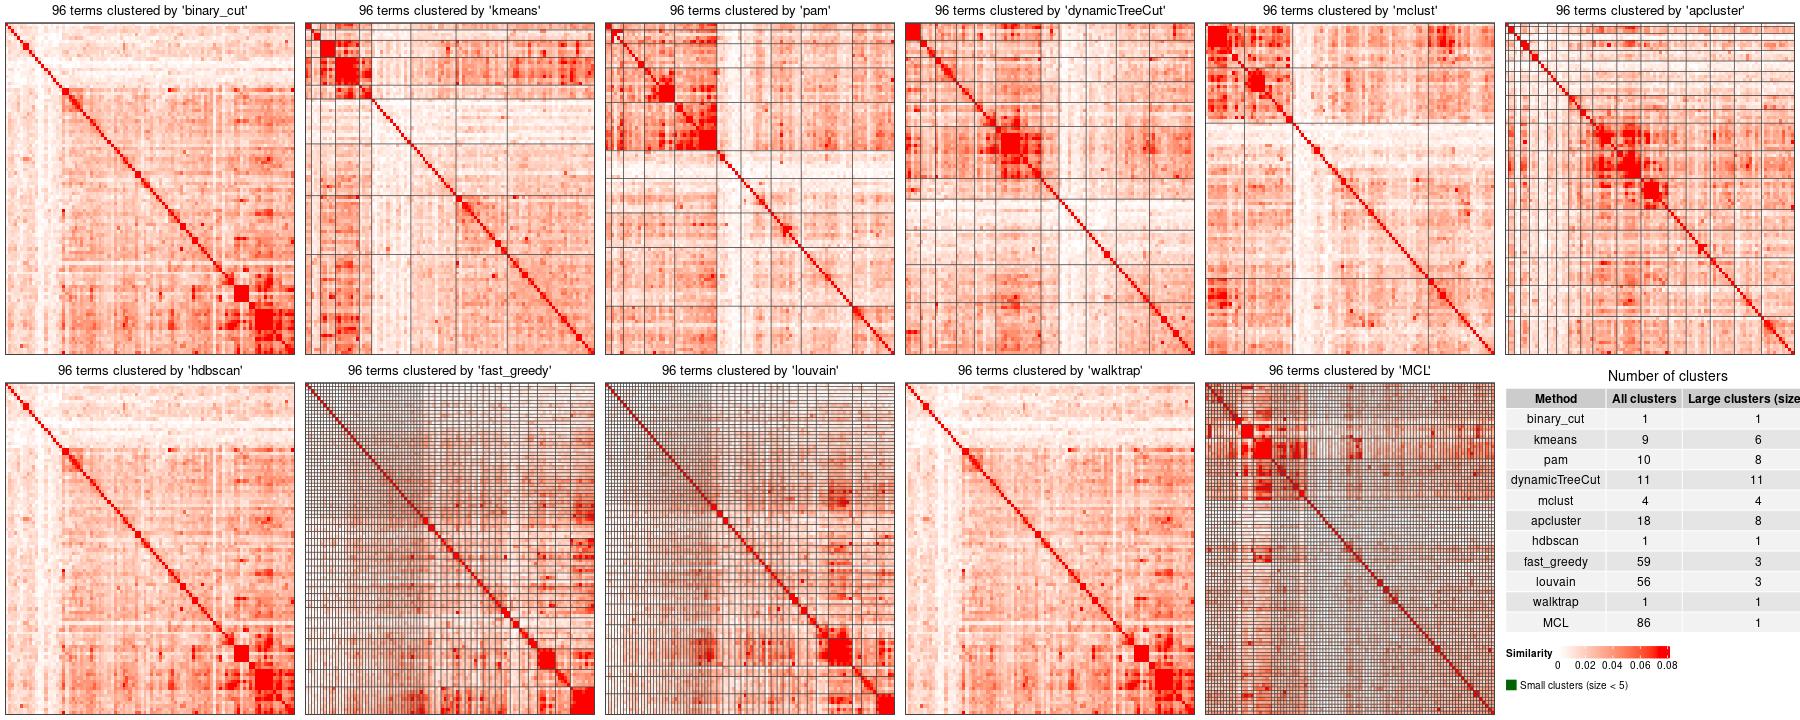 96 terms clustered by 'binary_cut'
96 terms clustered by 'kmeans'
96 terms clustered by 'pam'
96 terms clustered by 'dynamicTreeCut'
96 terms clustered by 'mclust'
96 terms clustered by 'apcluster'
96 terms clustered by 'hdbscan'
96 terms clustered by 'fast_greedy'
96 terms clustered by 'louvain'
96 terms clustered by 'walktrap'
96 terms clustered by 'MCL'
Number of clusters
Method All clusters Large clusters (size
binary_cut 1 1
kmeans 9 6
pam 10 8
dynamicTreeCut 11 11
mclust 4 4
apcluster 18 8
hdbscan 1 1
fast_greedy 59 3
louvain 56 3
walktrap 1 1
MCL 86 1
Similarity
0 0.02 0.04 0.06 0.08
Small clusters (size < 5)